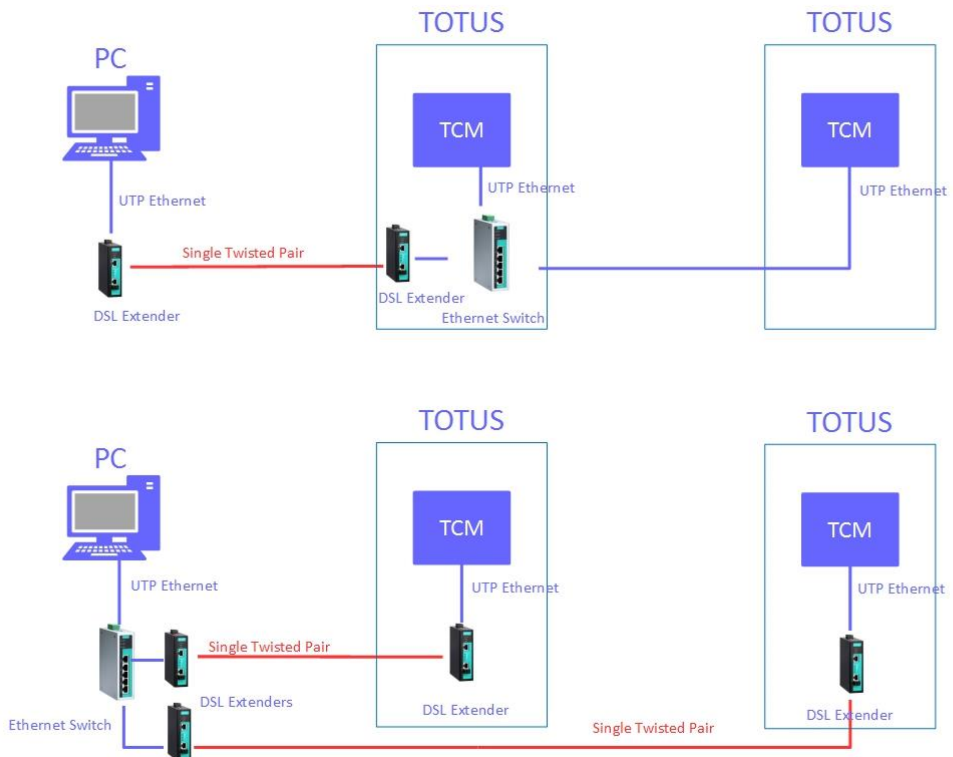 TOTUS
TOTUS
PC
TCM
TCM
UTP Ethernet
UTP Ethernet
UTP Ethernet
Single Twisted Pair
DSL Extender
DSL Extender
Ethernet Switch
TOTUS
TOTUS
PC
TCM
TCM
UTP Ethernet
UTP Ethernet
UTP Ethernet
Single Twisted Pair
DSL Extenders
DSL Extender
DSL Extender
Ethernet Switch
Single Twisted Pair